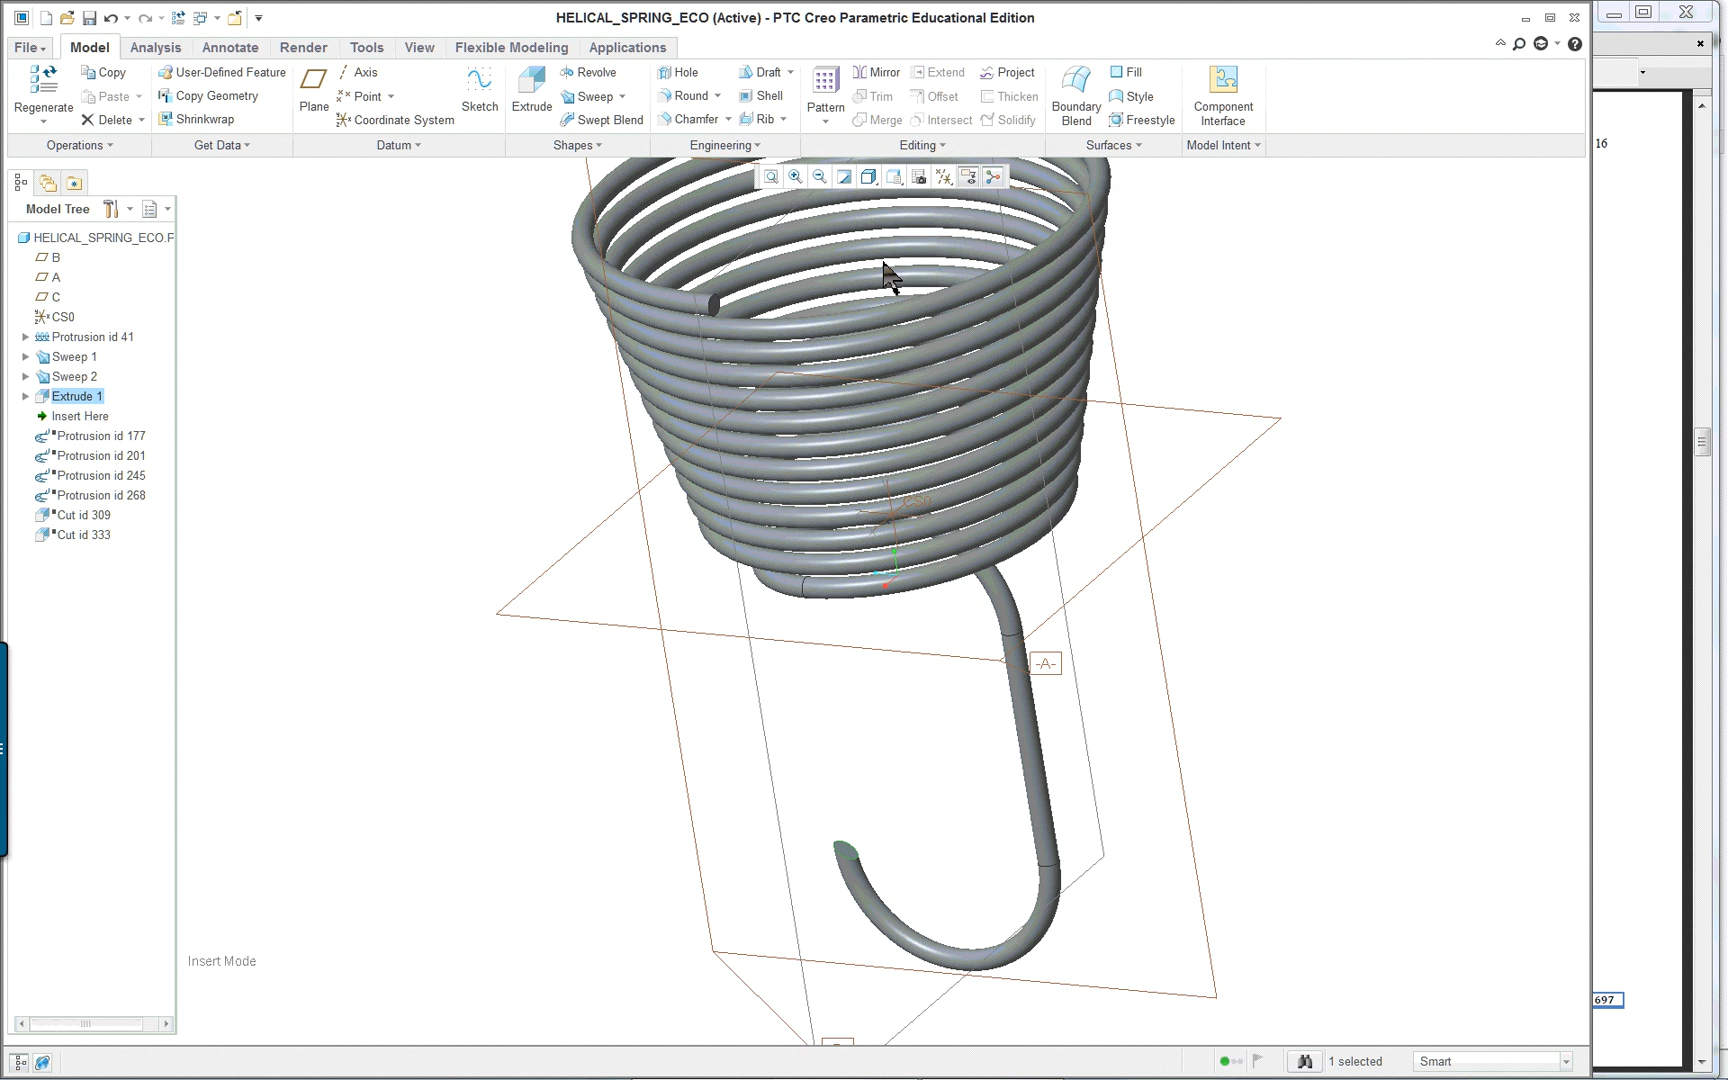 HELICAL_SPRING_ECO (Active) - PTC Creo Parametric Educational Edition
File Model Analysis Annotate Render Tools View Flexible Modeling Applications
Regenerate
Copy
Paste
Delete
User-Defined Feature
Copy Geometry
Shrinkwrap
Plane
Axis
Point
Coordinate System
Sketch
Extrude
Revolve
Sweep
Swept Blend
Hole
Round
Chamfer
Draft
Shell
Rib
Pattern
Mirror
Trim
Merge
Extend
Offset
Intersect
Project
Thicken
Solidify
Boundary
Blend
Fill
Style
Freestyle
Component
Interface
Operations Get Data Datum Shapes Engineering Editing Surfaces Model Intent
16
Model Tree
HELICAL_SPRING_ECO.F
B
A
C
CS0
Protrusion id 41
Sweep 1
Sweep 2
Extrude 1
Insert Here
Protrusion id 177
Protrusion id 201
Protrusion id 245
Protrusion id 268
Cut id 309
Cut id 333
CS0
-A-
Insert Mode
697
1 selected
Smart